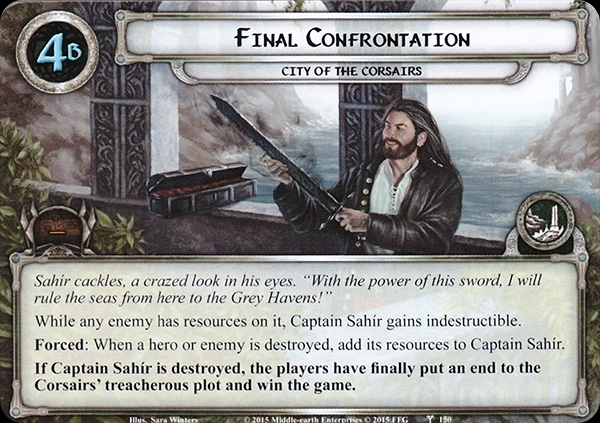 4B
FINAL CONFRONTATION
CITY OF THE CORSAIRS
Sahír cackles, a crazed look in his eyes. “With the power of this sword, I will
rule the seas from here to the Grey Havens!”
While any enemy has resources on it, Captain Sahír gains indestructible.
Forced: When a hero or enemy is destroyed, add its resources to Captain Sahír.
If Captain Sahír is destroyed, the players have finally put an end to the
Corsairs’ treacherous plot and win the game.
Illus. Sara Winters © 2015 Middle-earth Enterprises © 2015 FFG 150